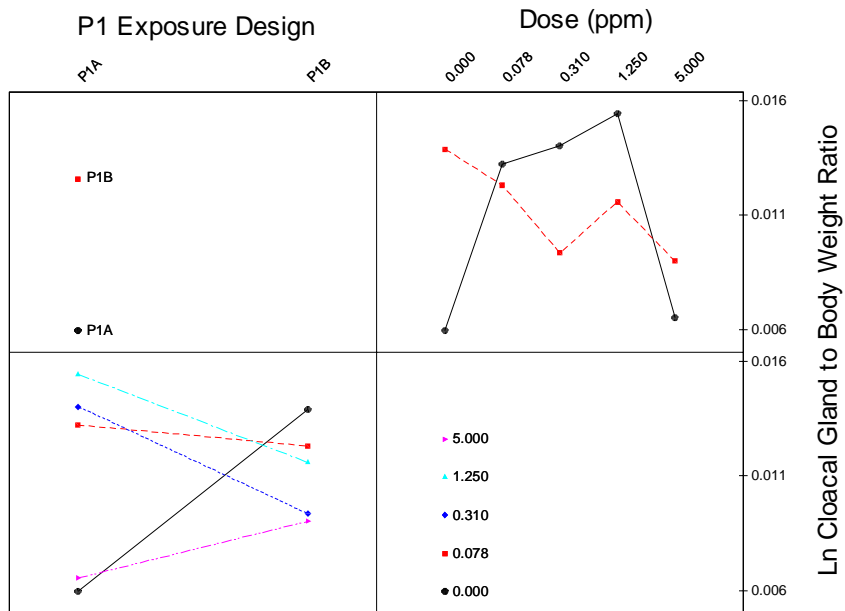 P1 Exposure Design
Dose (ppm)
P1A
P1B
0.000
0.078
0.310
1.250
5.000
0.016
P1B
0.011
P1A
0.006
0.016
5.000
1.250
0.011
0.310
0.078
0.000
0.006
Ln Cloacal Gland to Body Weight Ratio